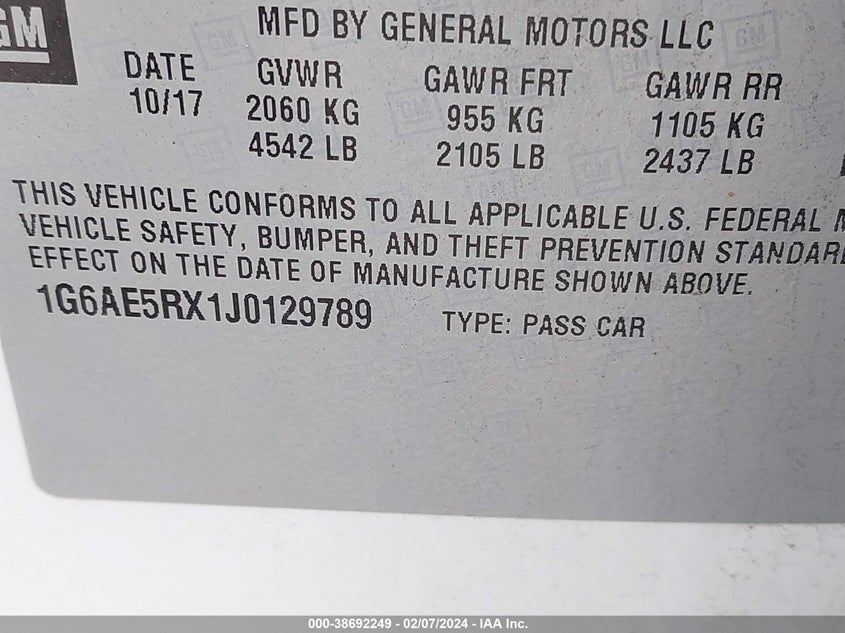 GM
MFD BY GENERAL MOTORS LLC
DATE GVWR GAWR FRT GAWR RR
10/17 2060 KG 955 KG 1105 KG
4542 LB 2105 LB 2437 LB
THIS VEHICLE CONFORMS TO ALL APPLICABLE U.S. FEDERAL
VEHICLE SAFETY, BUMPER, AND THEFT PREVENTION STANDAR
EFFECT ON THE DATE OF MANUFACTURE SHOWN ABOVE.
1G6AE5RX1J0129789 TYPE: PASS CAR
000-38692249 - 02/07/2024 - IAA Inc.